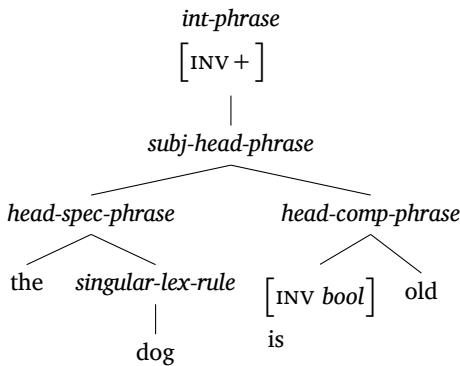 int-phrase
[INV +]
subj-head-phrase
head-spec-phrase head-comp-phrase
the singular-lex-rule [INV bool] old
is
dog